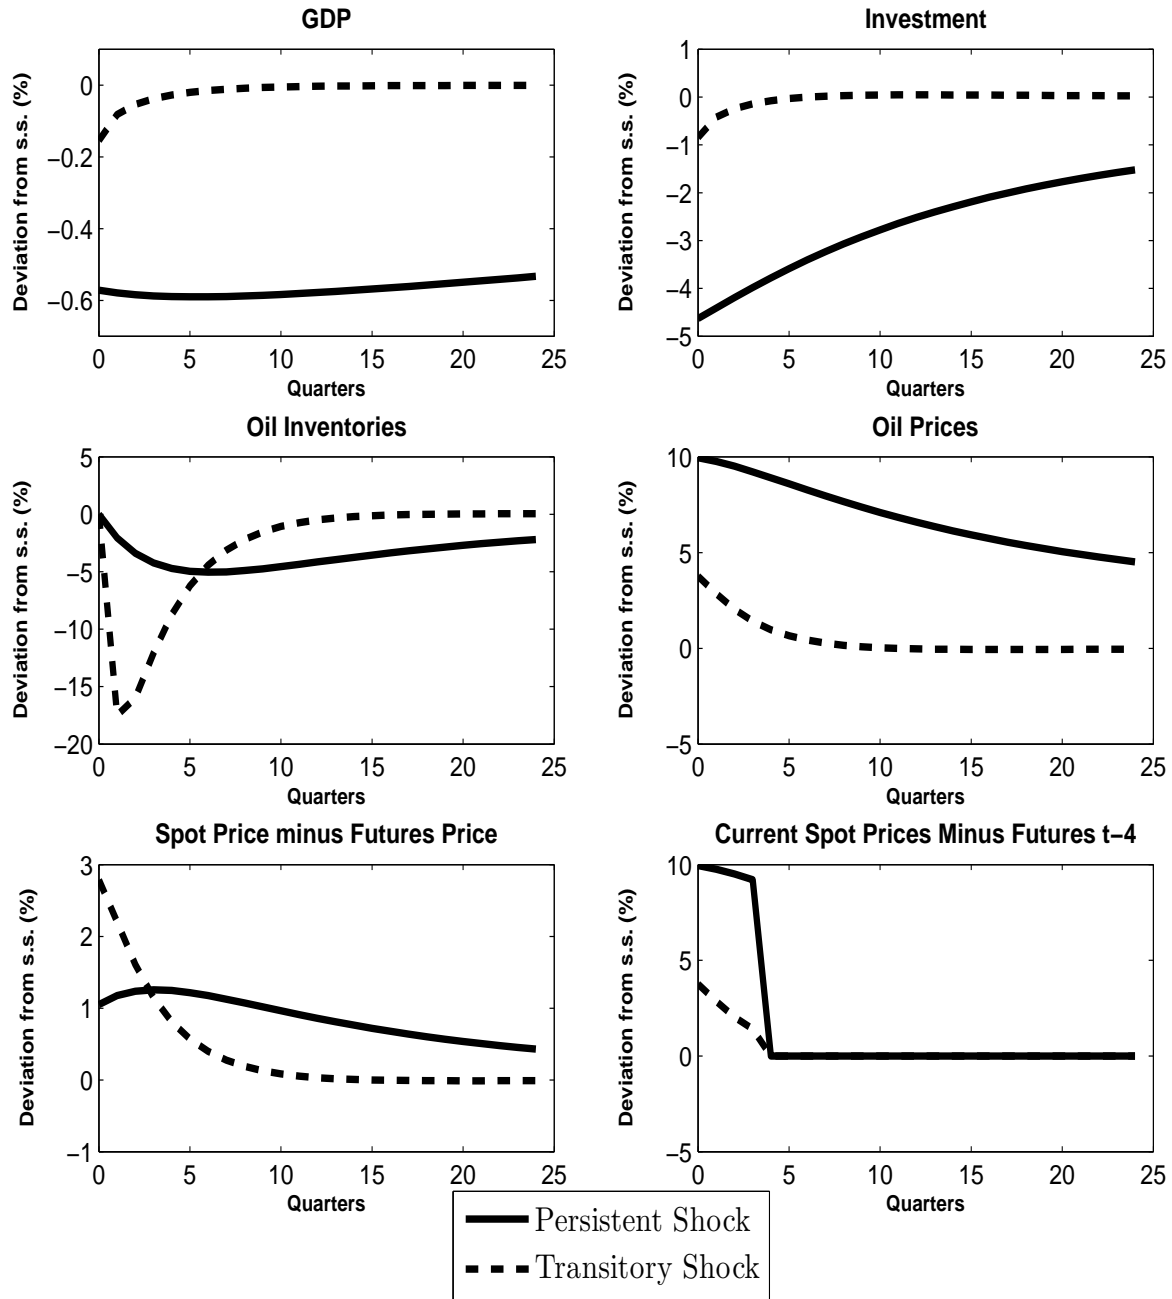 GDP
Deviation from s.s. (%)
0
−0.2
−0.4
−0.6
0 5 10 15 20 25
Quarters
Investment
Deviation from s.s. (%)
1
0
−1
−2
−3
−4
−5
0 5 10 15 20 25
Quarters
Oil Inventories
Deviation from s.s. (%)
5
0
−5
−10
−15
−20
0 5 10 15 20 25
Quarters
Oil Prices
Deviation from s.s. (%)
10
5
0
−5
0 5 10 15 20 25
Quarters
Spot Price minus Futures Price
Deviation from s.s. (%)
3
2
1
0
−1
0 5 10 15 20 25
Quarters
Current Spot Prices Minus Futures t−4
Deviation from s.s. (%)
10
5
0
−5
0 5 10 15 20 25
Quarters
Persistent Shock
Transitory Shock